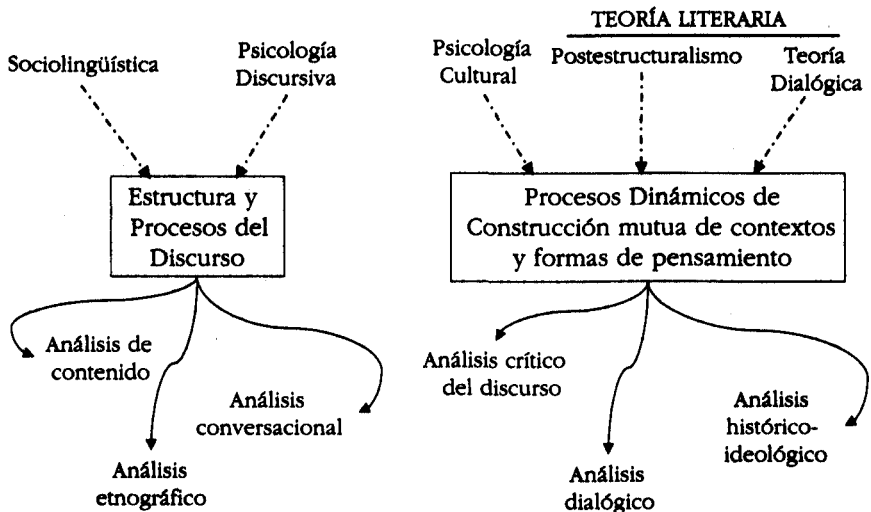 Sociolingüística
Psicología
Discursiva
Estructura y
Procesos del
Discurso
Análisis de
contenido
Análisis
etnográfico
Análisis
conversacional
TEORÍA LITERARIA
Psicología
Cultural
Postestructuralismo
Teoría
Dialógica
Procesos Dinámicos de
Construcción mutua de contextos
y formas de pensamiento
Análisis crítico
del discurso
Análisis
dialógico
Análisis
histórico-
ideológico